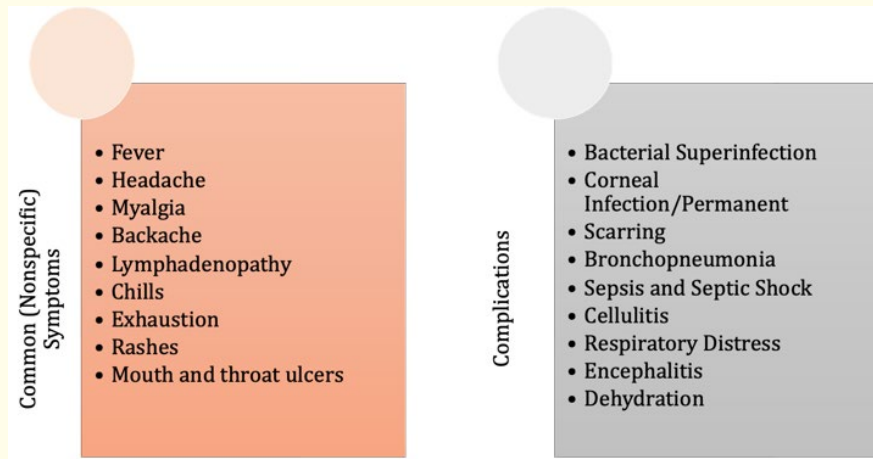 Common (Nonspecific)
Symptoms
• Fever
• Headache
• Myalgia
• Backache
• Lymphadenopathy
• Chills
• Exhaustion
• Rashes
• Mouth and throat ulcers
Complications
• Bacterial Superinfection
• Corneal
Infection/Permanent
• Scarring
• Bronchopneumonia
• Sepsis and Septic Shock
• Cellulitis
• Respiratory Distress
• Encephalitis
• Dehydration